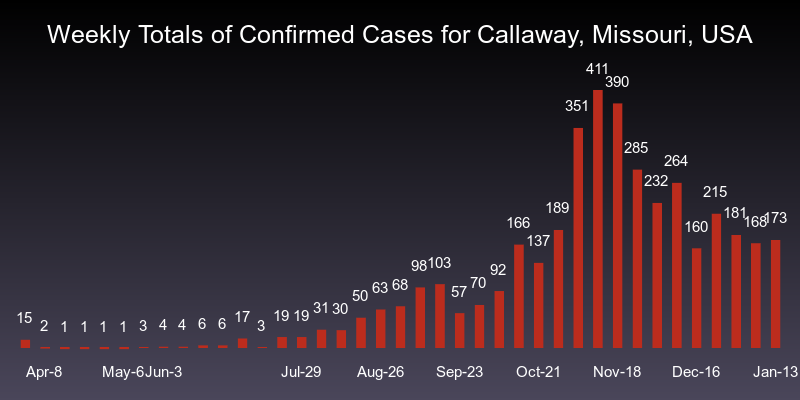 Weekly Totals of Confirmed Cases for Callaway, Missouri, USA
15 2 1 1 1 1 3 4 4 6 6 17 3 19 19 31 30 50 63 68 98 103 57 70 92 166 137 189 351 411 390 285 232 264 160 215 181 168 173
Apr-8 May-6 Jun-3 Jul-29 Aug-26 Sep-23 Oct-21 Nov-18 Dec-16 Jan-13